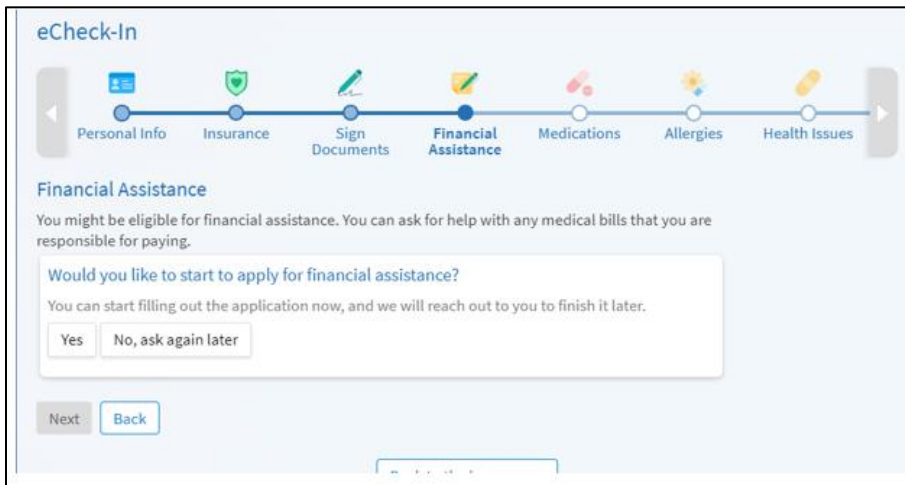 eCheck-In
Personal Info
Insurance
Sign
Documents
Financial
Assistance
Medications
Allergies
Health Issues
Financial Assistance
You might be eligible for financial assistance. You can ask for help with any medical bills that you are
responsible for paying.
Would you like to start to apply for financial assistance?
You can start filling out the application now, and we will reach out to you to finish it later.
Yes
No, ask again later
Next
Back